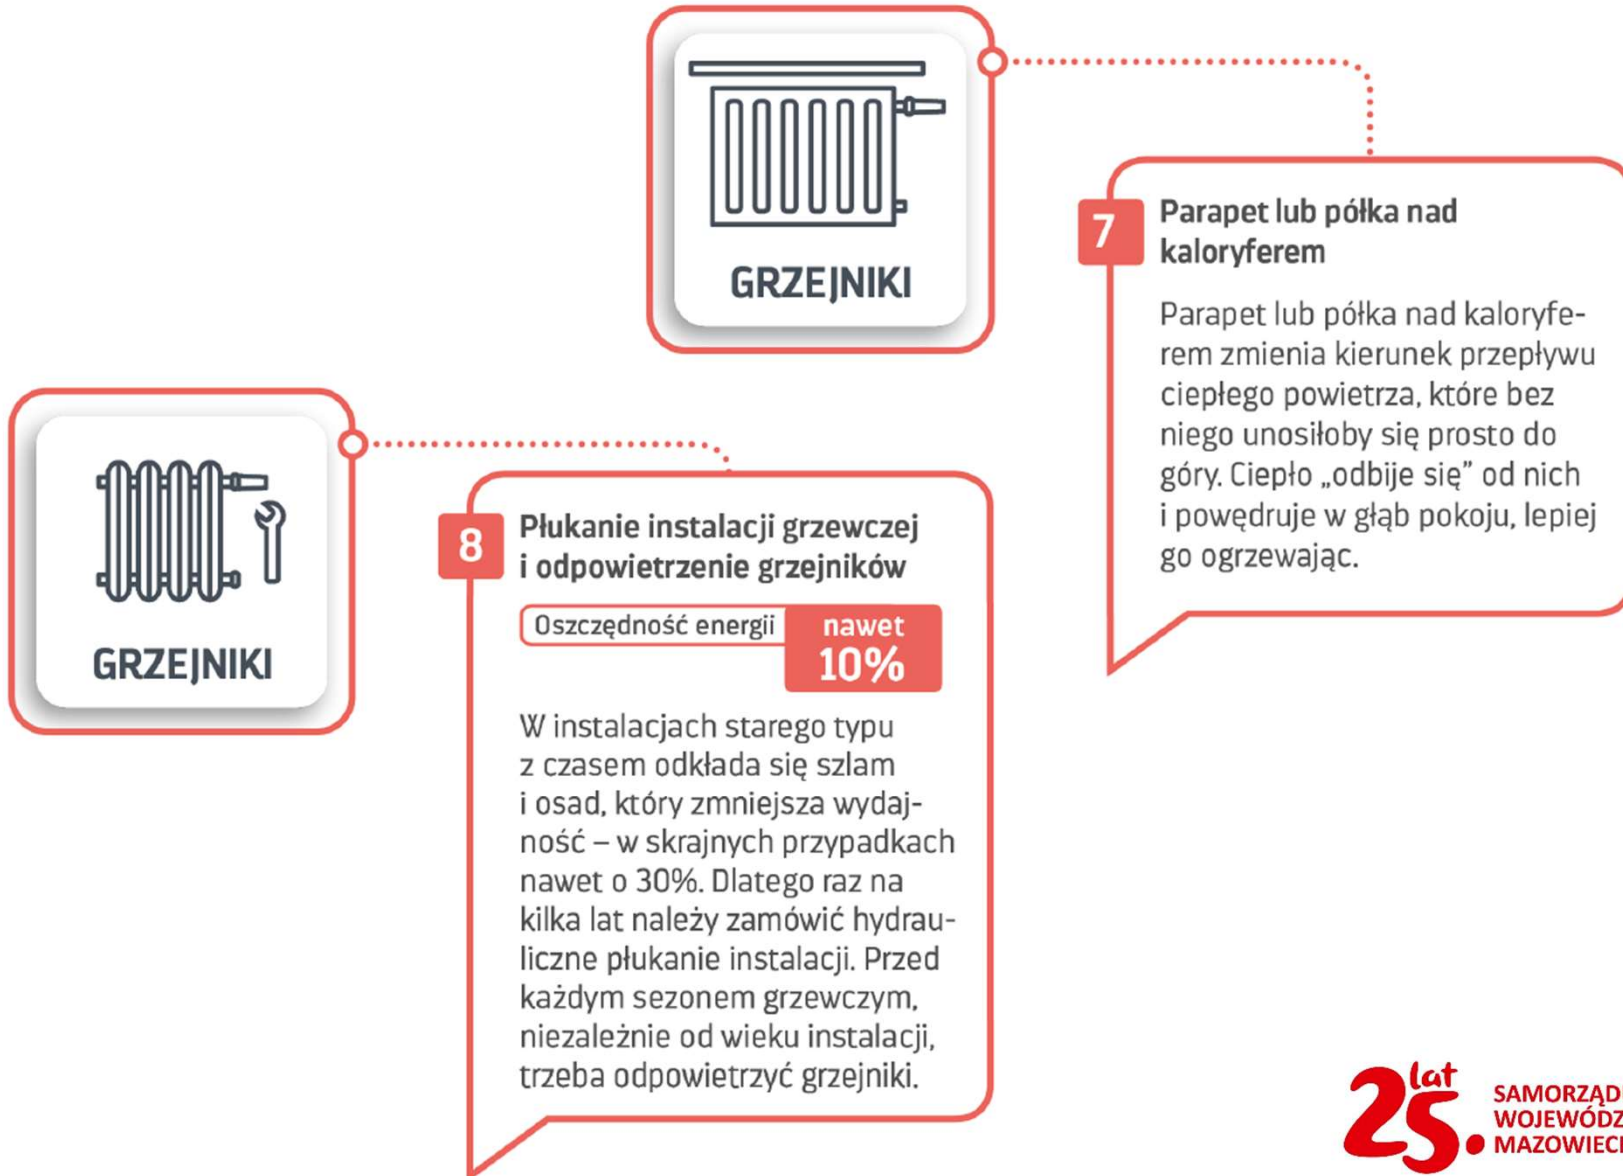 GRZEJNIKI
7
Parapet lub półka nad
kaloryferem
Parapet lub półka nad kaloryfe-
rem zmienia kierunek przepływu
ciepłego powietrza, które bez
niego unosiłoby się prosto do
góry. Ciepło „odbije się” od nich
i powędruje w głąb pokoju, lepiej
go ogrzewając.
GRZEJNIKI
8
Płukanie instalacji grzewczej
i odpowietrzenie grzejników
Oszczędność energii
nawet
10%
W instalacjach starego typu
z czasem odkłada się szlam
i osad, który zmniejsza wydaj-
ność – w skrajnych przypadkach
nawet o 30%. Dlatego raz na
kilka lat należy zamówić hydrau-
liczne płukanie instalacji. Przed
każdym sezonem grzewczym,
niezależnie od wieku instalacji,
trzeba odpowietrzyć grzejniki.
25. lat
SAMORZĄD
WOJEWÓDZ
MAZOWIEC